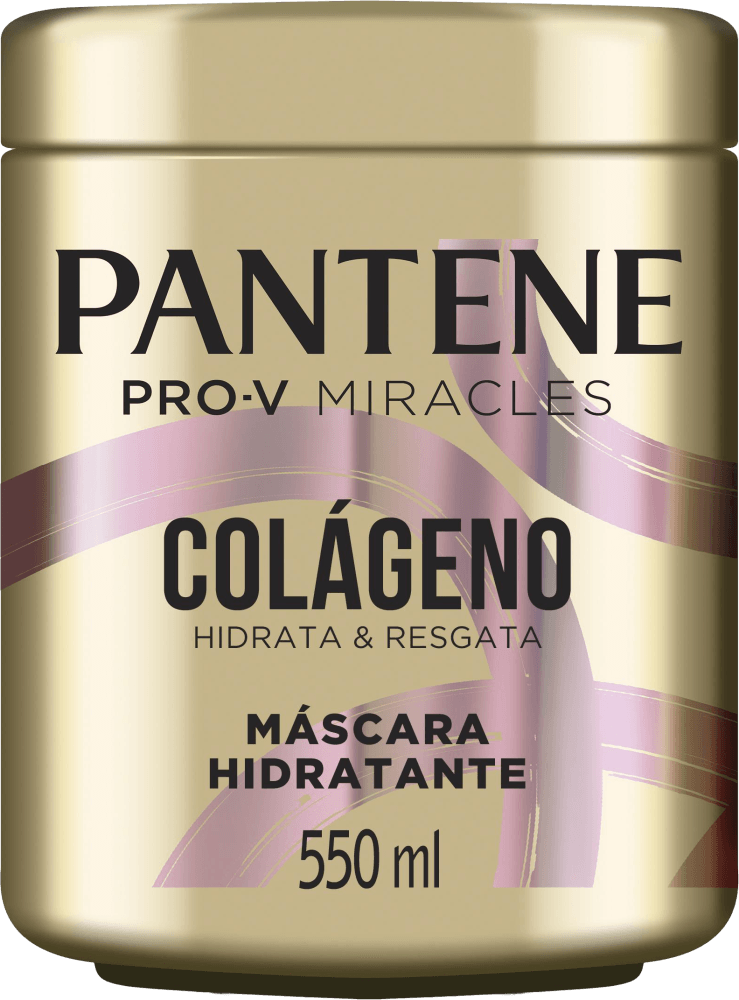 PANTENE
PRO-V MIRACLES
COLÁGENO
HIDRATA & RESGATA
MÁSCARA
HIDRATANTE
550 ml